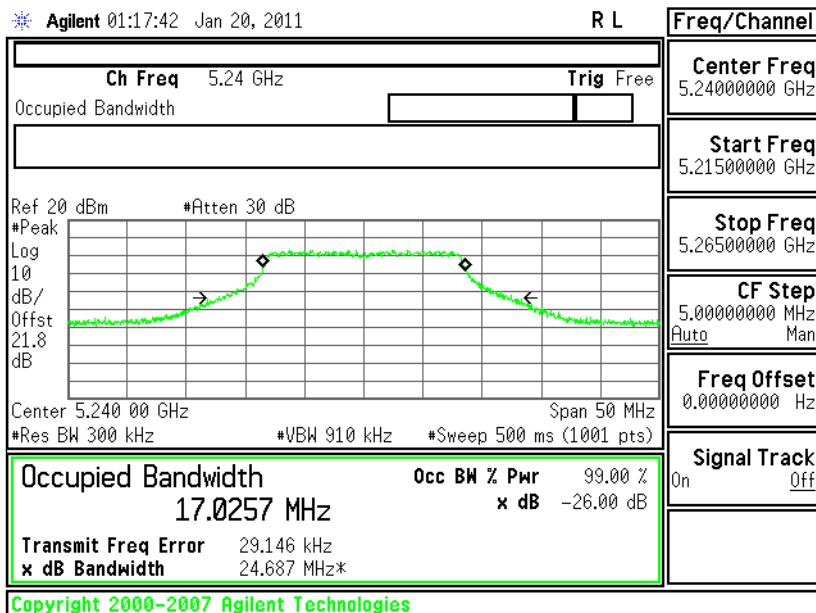 Agilent 01:17:42 Jan 20, 2011 R L
Ch Freq 5.24 GHz Trig Free
Occupied Bandwidth
Ref 20 dBm #Atten 30 dB
#Peak
Log
10
dB/
Offst
21.8
dB
Center 5.240 00 GHz Span 50 MHz
#Res BW 300 kHz #VBW 910 kHz #Sweep 500 ms (1001 pts)
Occupied Bandwidth Occ BW % Pwr 99.00 %
17.0257 MHz x dB -26.00 dB
Transmit Freq Error 29.146 kHz
x dB Bandwidth 24.687 MHz*
Copyright 2000-2007 Agilent Technologies
Freq/Channel
Center Freq
5.24000000 GHz
Start Freq
5.21500000 GHz
Stop Freq
5.26500000 GHz
CF Step
5.00000000 MHz
Auto Man
Freq Offset
0.00000000 Hz
Signal Track
On Off